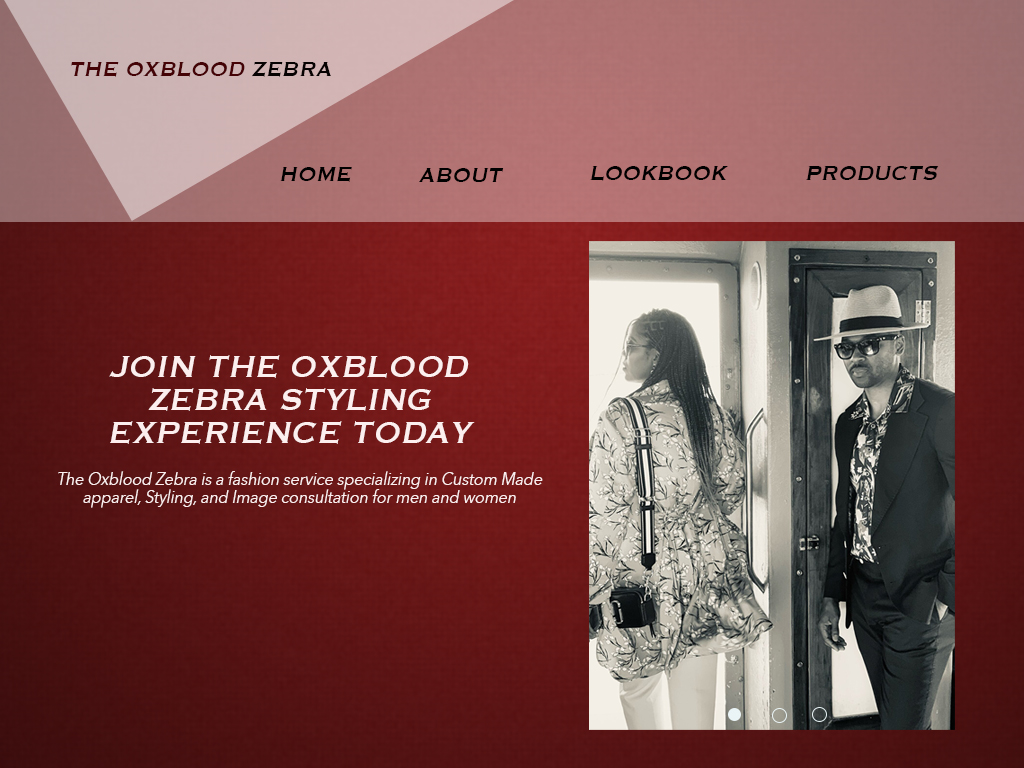 THE OXBLOOD ZEBRA
HOME ABOUT LOOKBOOK PRODUCTS
JOIN THE OXBLOOD
ZEBRA STYLING
EXPERIENCE TODAY
The Oxblood Zebra is a fashion service specializing in Custom Made
apparel, Styling, and Image consultation for men and women